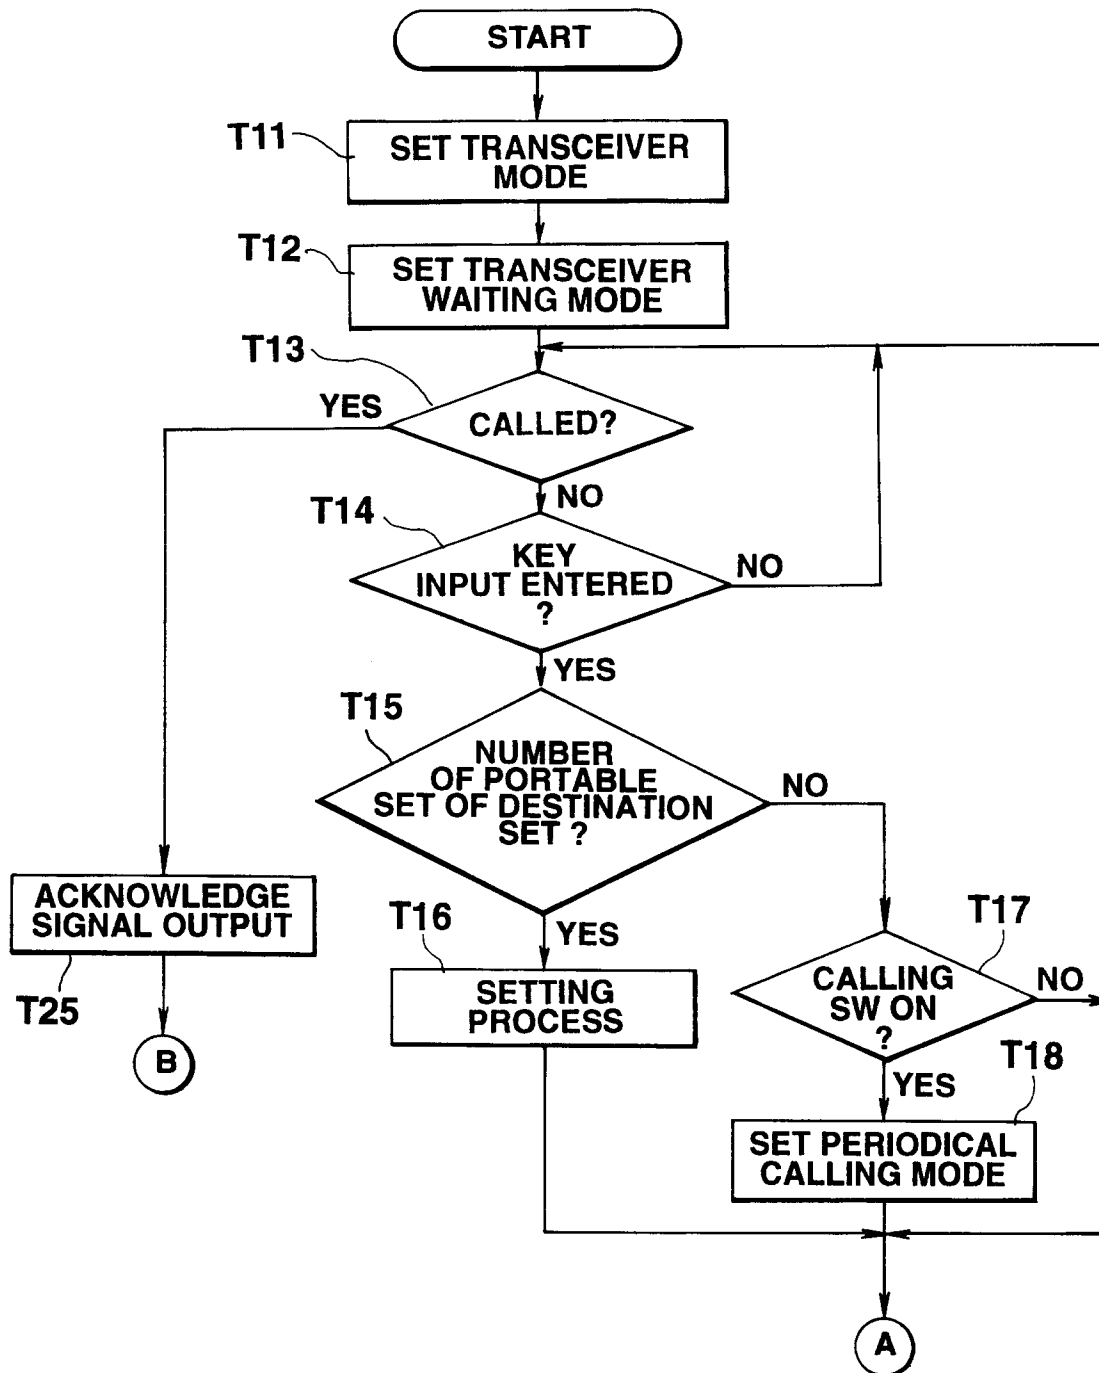 START
T11
SET TRANSCEIVER
MODE
T12
SET TRANSCEIVER
WAITING MODE
T13
YES
CALLED?
NO
T14
KEY
INPUT ENTERED
?
NO
YES
T15
NUMBER
OF PORTABLE
SET OF DESTINATION
SET ?
NO
ACKNOWLEDGE
SIGNAL OUTPUT
T25
B
T16
YES
SETTING
PROCESS
T17
CALLING
SW ON
?
NO
T18
YES
SET PERIODICAL
CALLING MODE
A